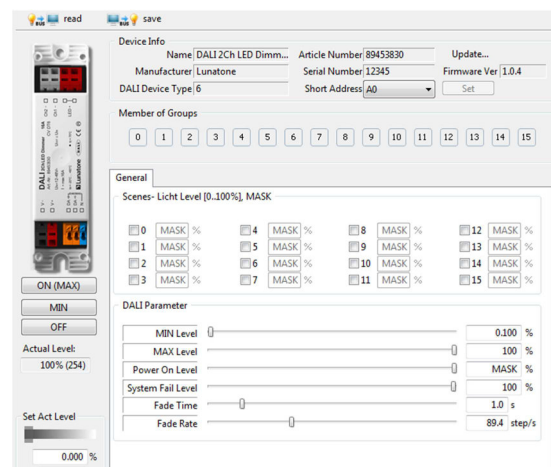 read save
Device Info
Name DALI 2Ch LED Dimm... Article Number 89453830 Update...
Manufacturer Lunatone Serial Number 12345 Firmware Ver 1.0.4
DALI Device Type 6 Short Address A0 Set
Member of Groups
0 1 2 3 4 5 6 7 8 9 10 11 12 13 14 15
General
Scenes- Licht Level [0..100%], MASK
0 MASK % 4 MASK % 8 MASK % 12 MASK %
1 MASK % 5 MASK % 9 MASK % 13 MASK %
2 MASK % 6 MASK % 10 MASK % 14 MASK %
3 MASK % 7 MASK % 11 MASK % 15 MASK %
ON (MAX)
MIN
OFF
Actual Level:
100% (254)
Set Act Level
0.000 %
DALI Parameter
MIN Level 0.100 %
MAX Level 100 %
Power On Level MASK %
System Fail Level 100 %
Fade Time 1.0 s
Fade Rate 89.4 step/s
DALI
Lunatone